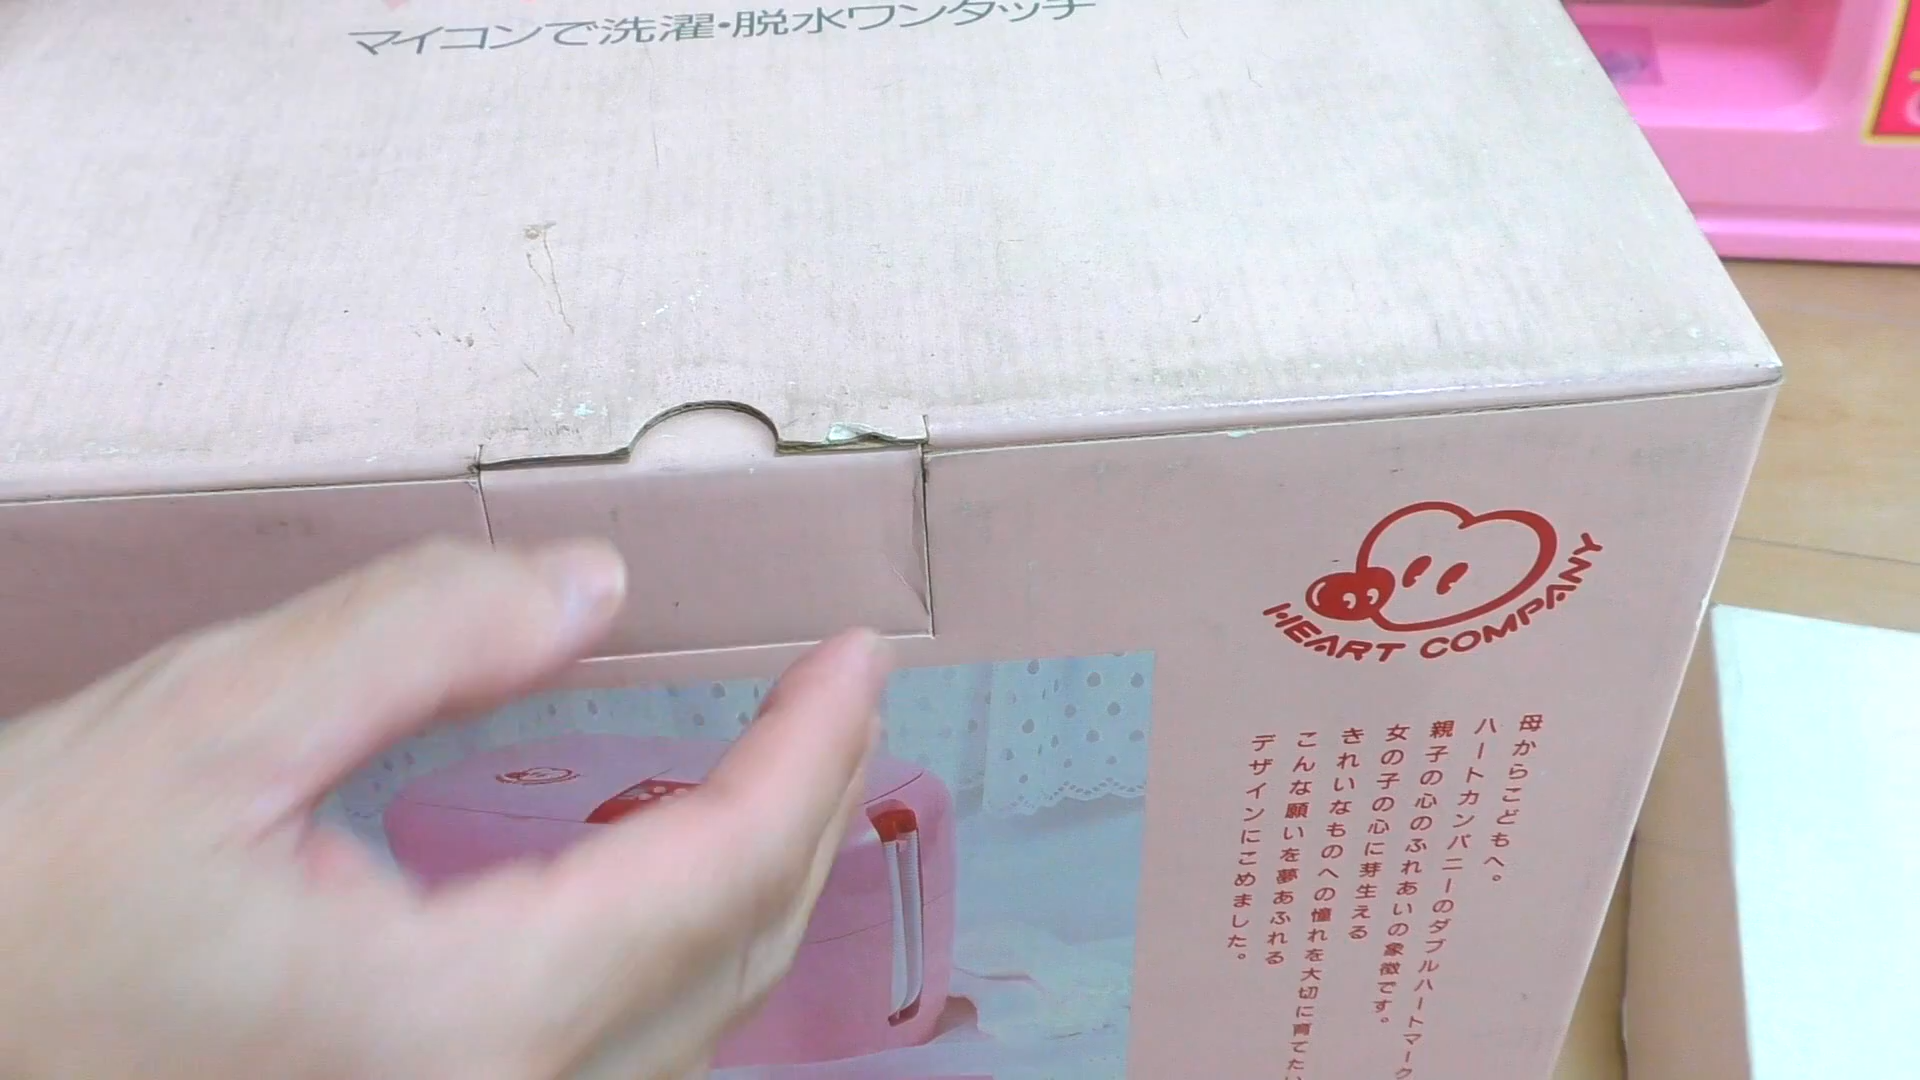 マイコンで洗濯・脱水ワンタッチ
HEART COMPANY
母からこどもへ。
ハートカンパニーのダブルハートマーク
親子の心のふれあいの象徴です。
女の子の心に芽生える
きれいなものへの憧れを大切に育てたい
こんな願いを夢あふれる
デザインにこめました。